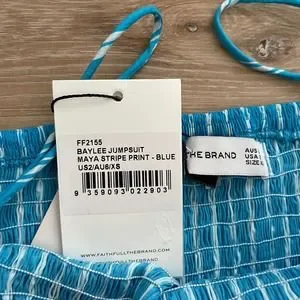 FF2155
BAYLEE JUMPSUIT
MAYA STRIPE PRINT - BLUE
US2/AU6/XS
9 359093 022903
WWW.FAITHFULLTHEBRAND.COM
THE BRAND
AUS
USA
SIZE